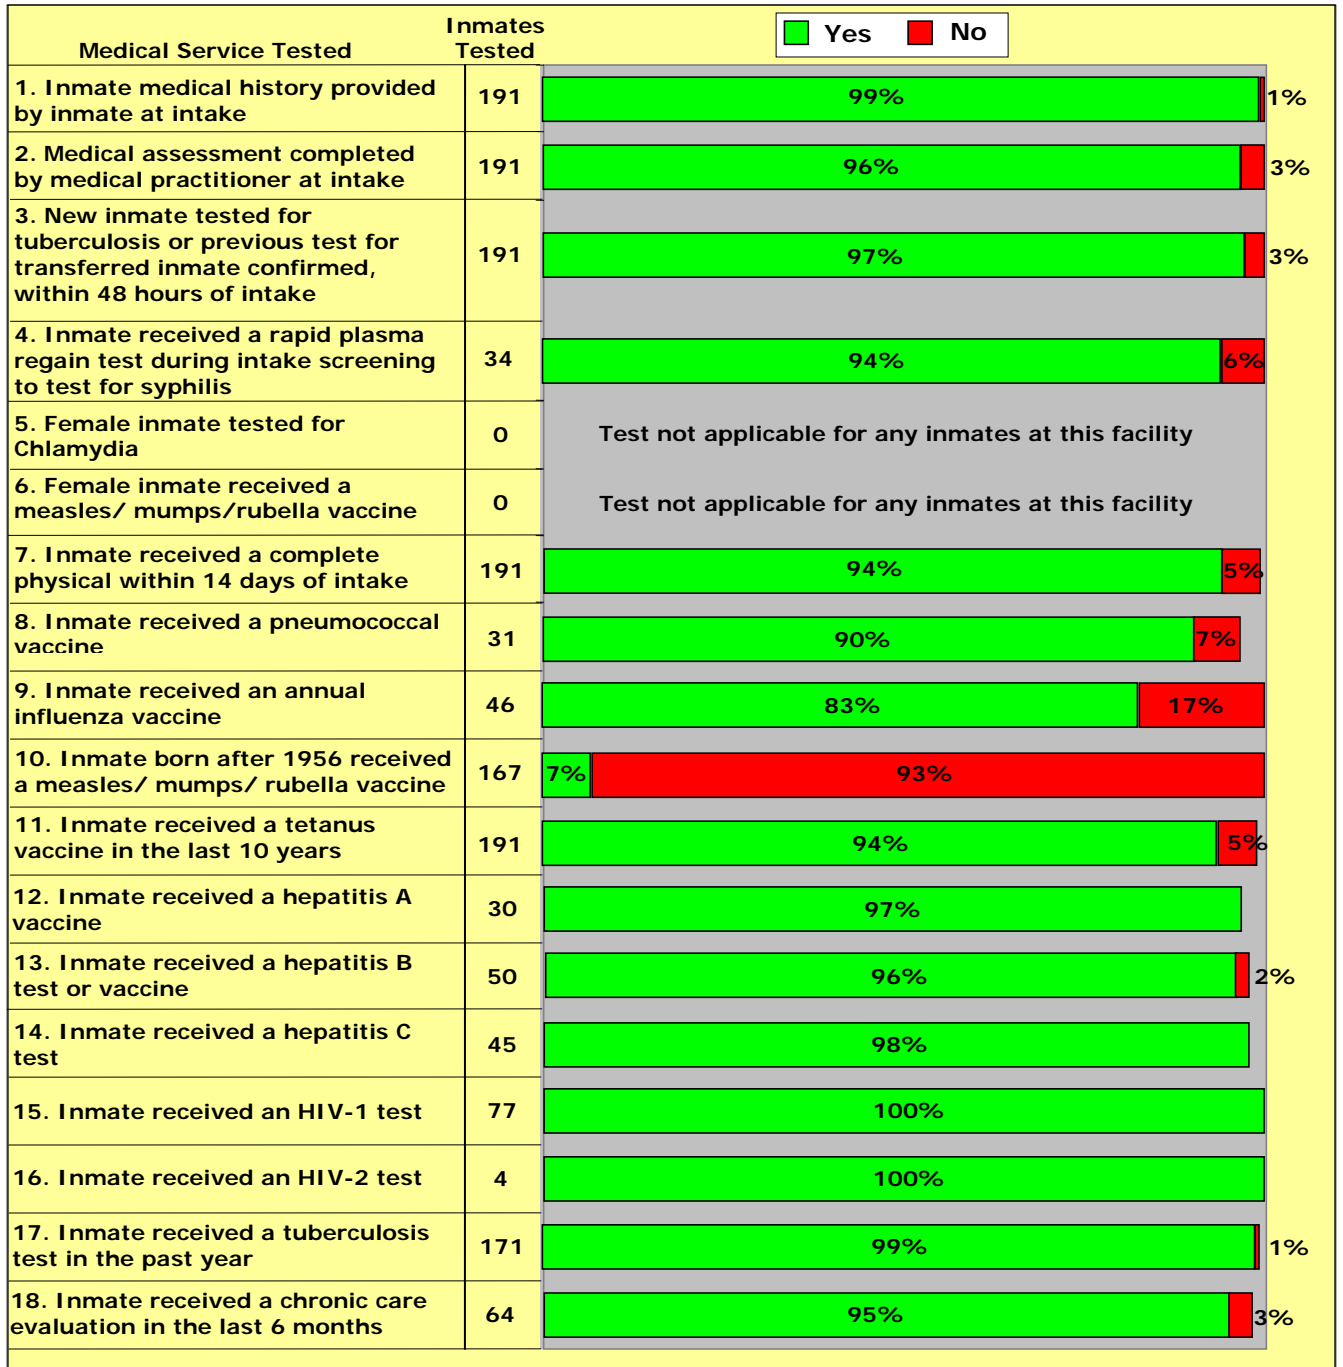 Medical Service Tested
Inmates
Tested
Yes No
1. Inmate medical history provided
by inmate at intake
191
99%
1%
2. Medical assessment completed
by medical practitioner at intake
191
96%
3%
3. New inmate tested for
tuberculosis or previous test for
transferred inmate confirmed,
within 48 hours of intake
191
97%
3%
4. Inmate received a rapid plasma
regain test during intake screening
to test for syphilis
34
94%
6%
5. Female inmate tested for
Chlamydia
0
Test not applicable for any inmates at this facility
6. Female inmate received a
measles/ mumps/rubella vaccine
0
Test not applicable for any inmates at this facility
7. Inmate received a complete
physical within 14 days of intake
191
94%
5%
8. Inmate received a pneumococcal
vaccine
31
90%
7%
9. Inmate received an annual
influenza vaccine
46
83%
17%
10. Inmate born after 1956 received
a measles/ mumps/ rubella vaccine
167
7%
93%
11. Inmate received a tetanus
vaccine in the last 10 years
191
94%
5%
12. Inmate received a hepatitis A
vaccine
30
97%
13. Inmate received a hepatitis B
test or vaccine
50
96%
2%
14. Inmate received a hepatitis C
test
45
98%
15. Inmate received an HIV-1 test
77
100%
16. Inmate received an HIV-2 test
4
100%
17. Inmate received a tuberculosis
test in the past year
171
99%
1%
18. Inmate received a chronic care
evaluation in the last 6 months
64
95%
3%